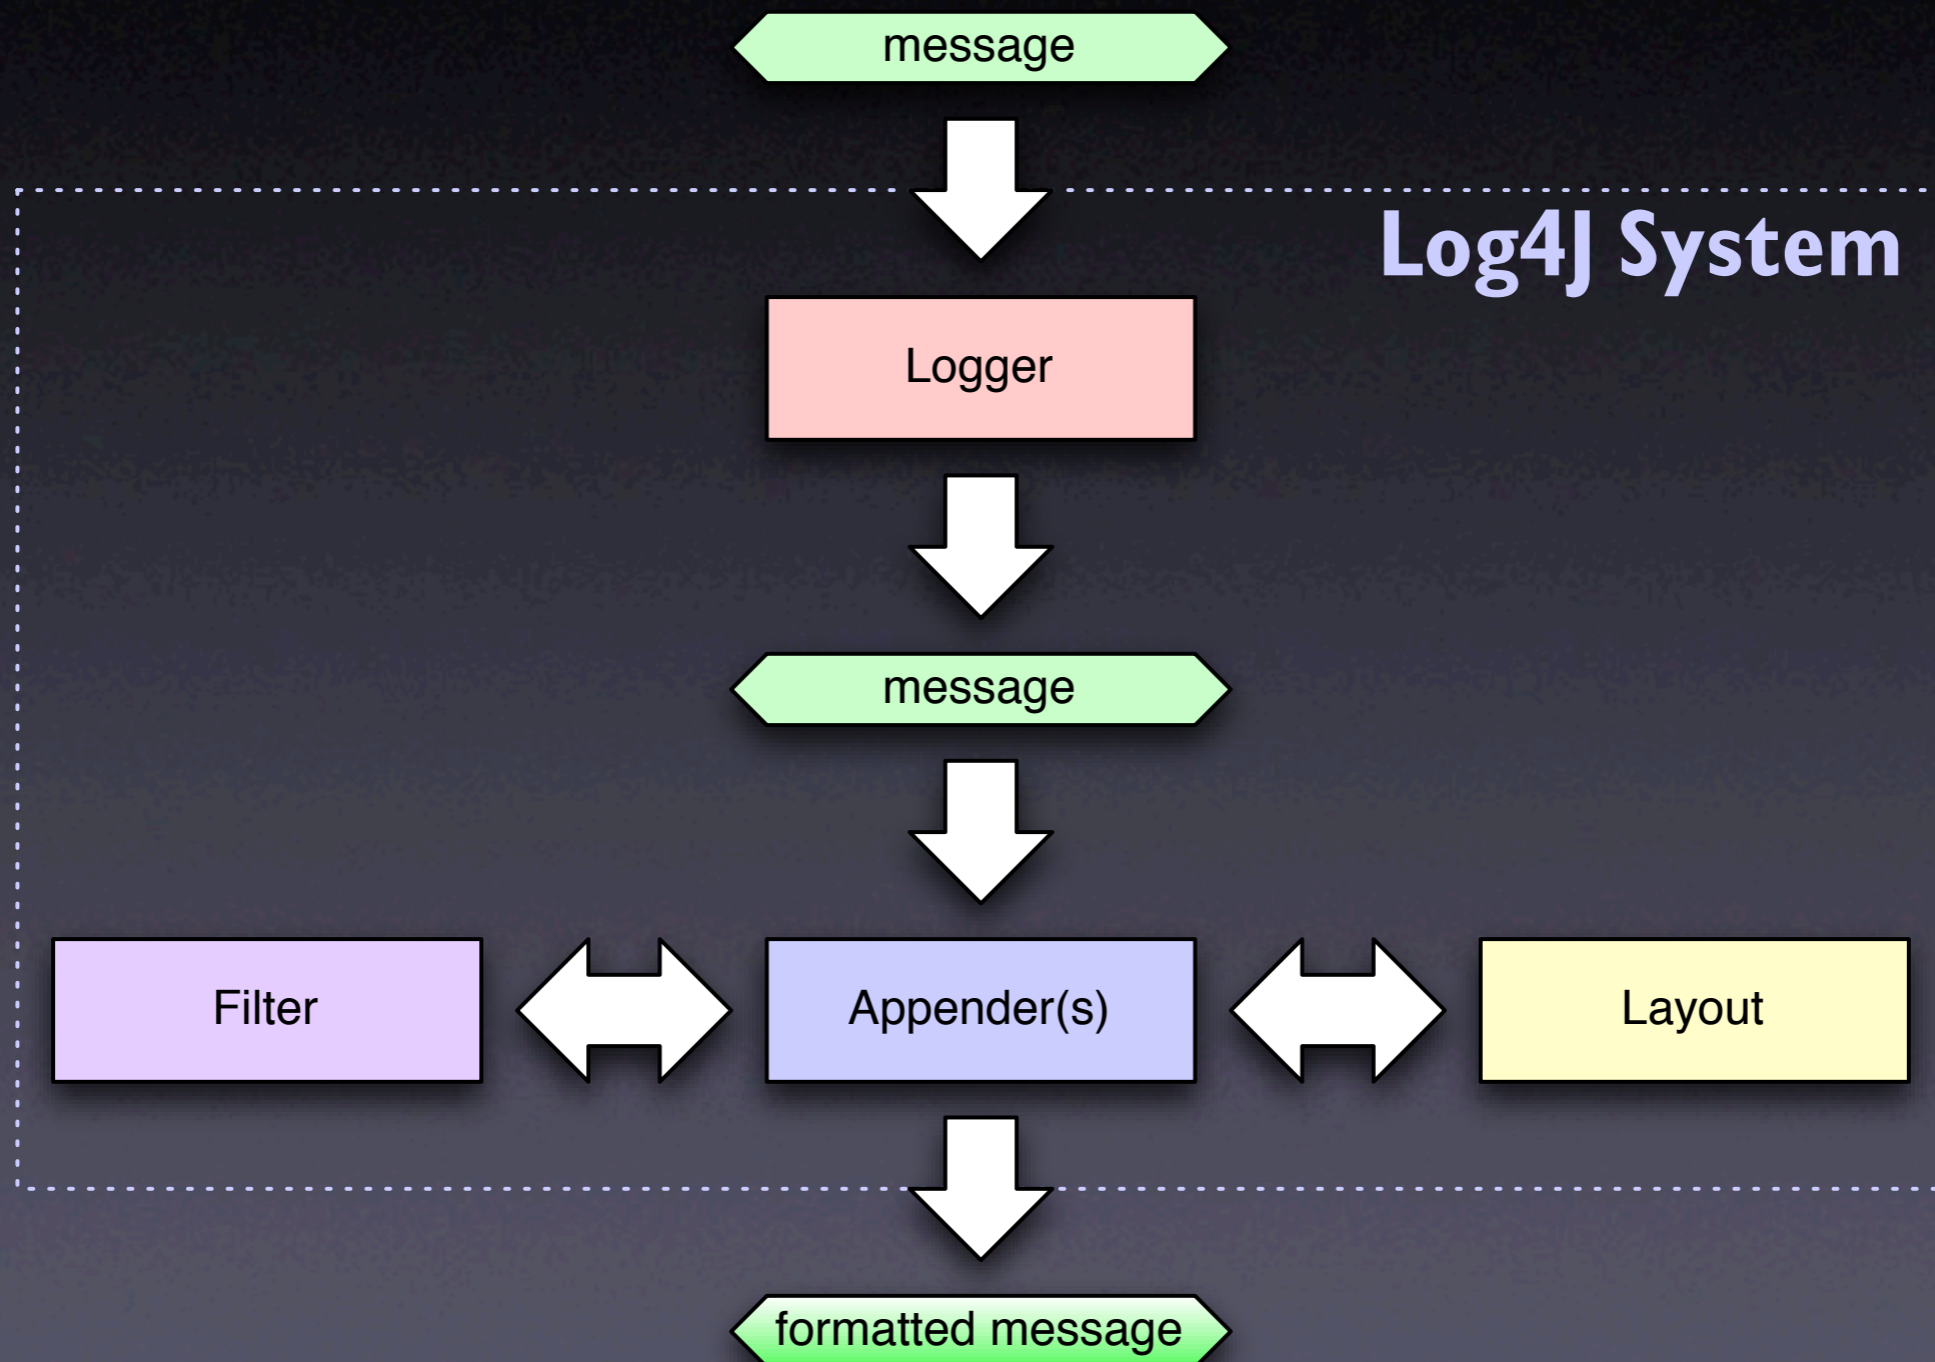 message
Log4J System
Logger
message
Filter
Appender(s)
Layout
formatted message